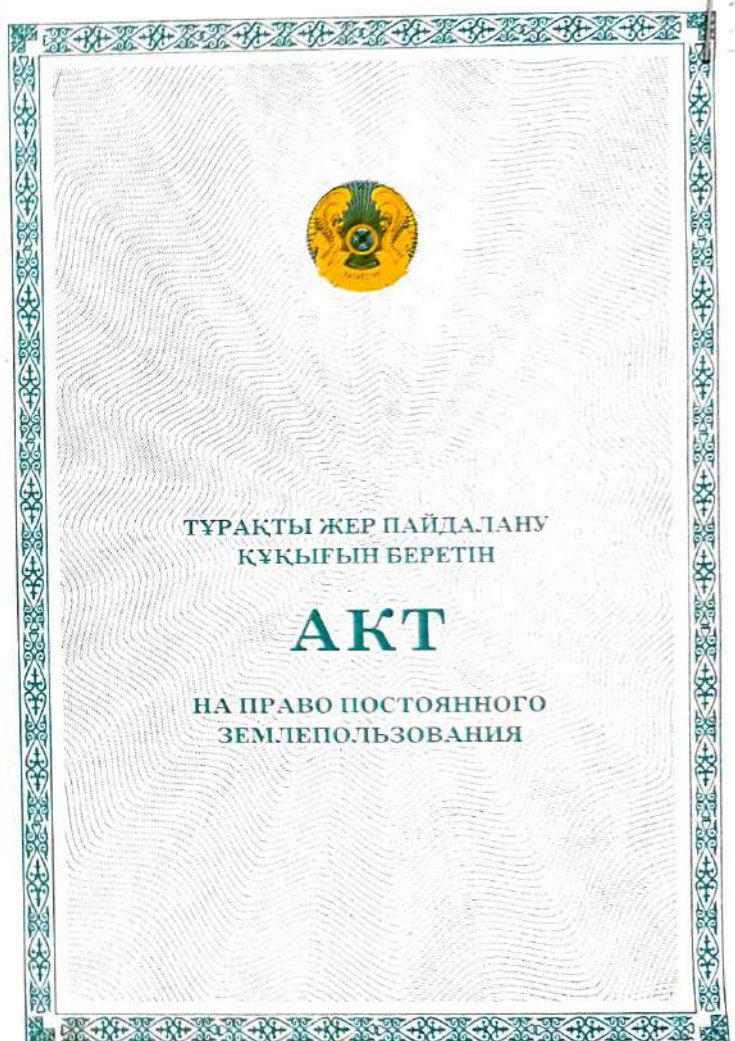 ТҰРАҚТЫ ЖЕР ПАЙДАЛАНУ
ҚҰҚЫҒЫН БЕРЕТІН
АКТ
НА ПРАВО ПОСТОЯННОГО
ЗЕМЛЕПОЛЬЗОВАНИЯ